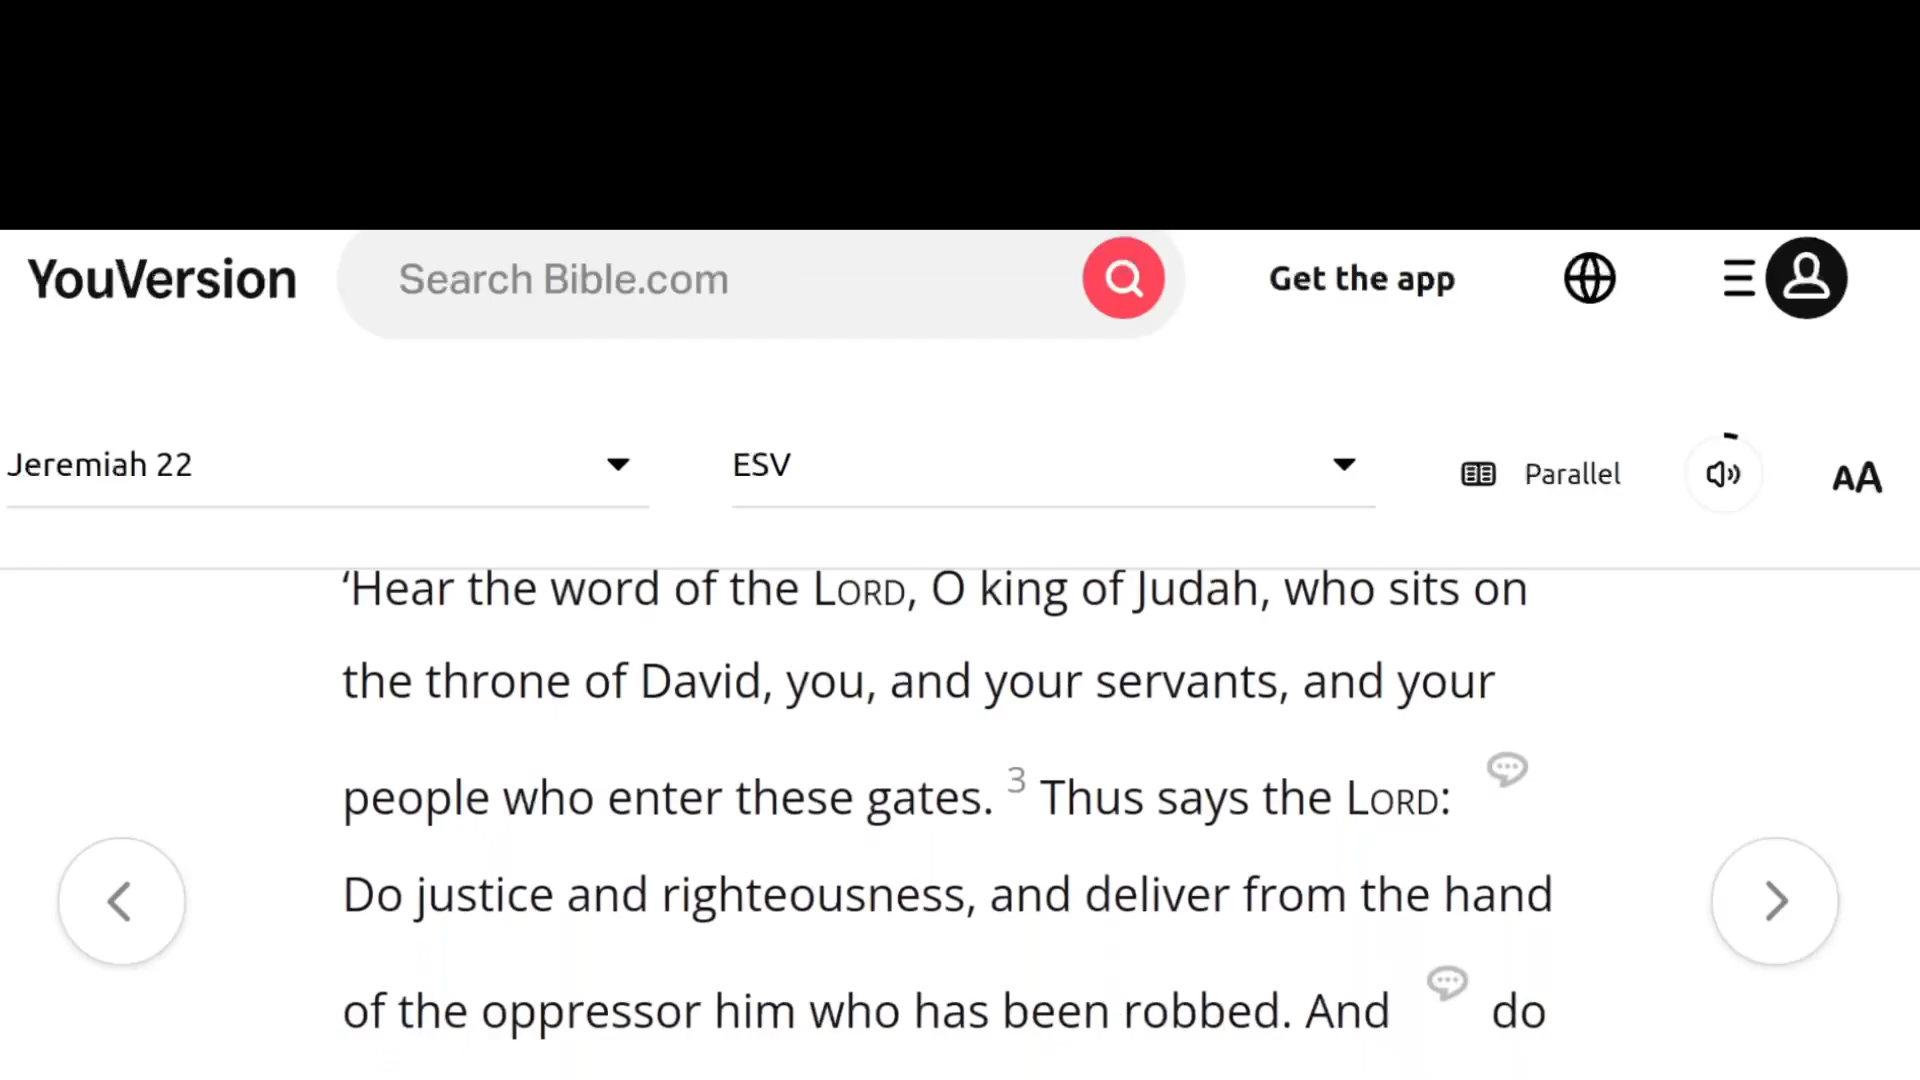 YouVersion
Search Bible.com
Get the app
Jeremiah 22
ESV
Parallel
AA
‘Hear the word of the LORD, O king of Judah, who sits on
the throne of David, you, and your servants, and your
people who enter these gates. 3 Thus says the LORD:
Do justice and righteousness, and deliver from the hand
of the oppressor him who has been robbed. And do